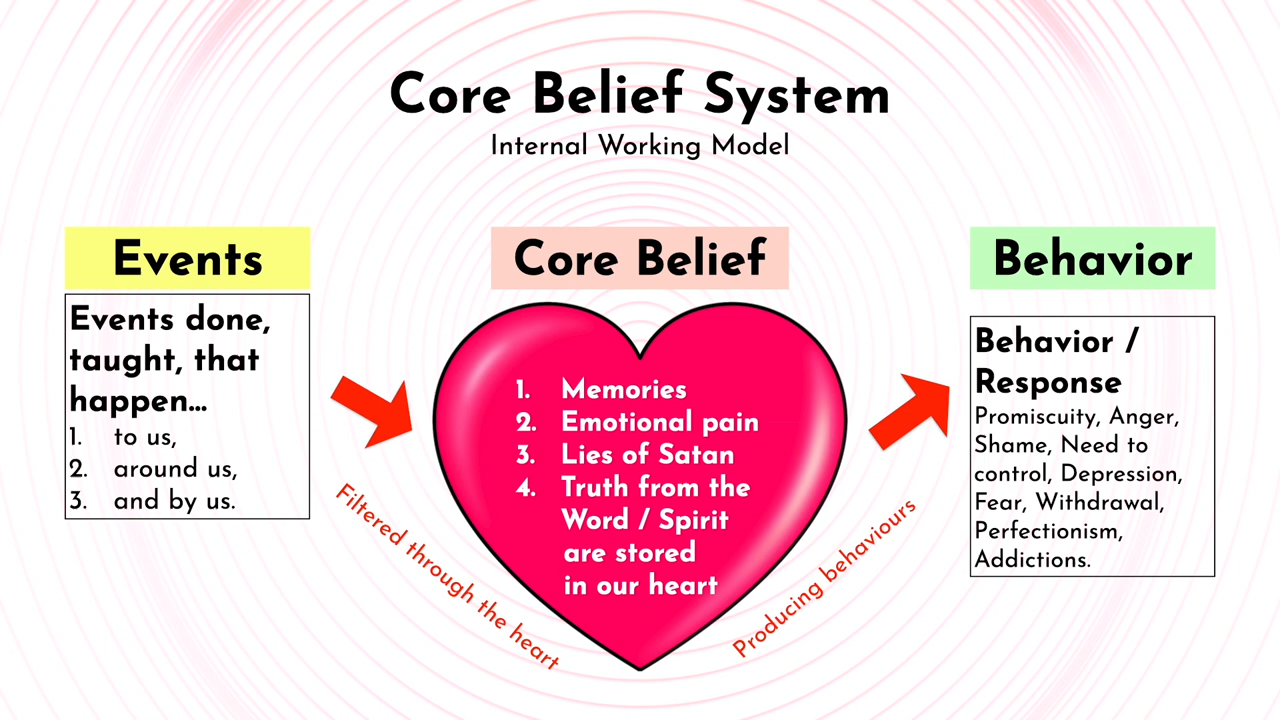 Core Belief System
Internal Working Model
Events
Events done,
taught, that
happen...
1. to us,
2. around us,
3. and by us.
Filtered through the heart
Core Belief
1. Memories
2. Emotional pain
3. Lies of Satan
4. Truth from the
Word / Spirit
are stored
in our heart
Producing behaviours
Behavior
Behavior /
Response
Promiscuity, Anger,
Shame, Need to
control, Depression,
Fear, Withdrawal,
Perfectionism,
Addictions.